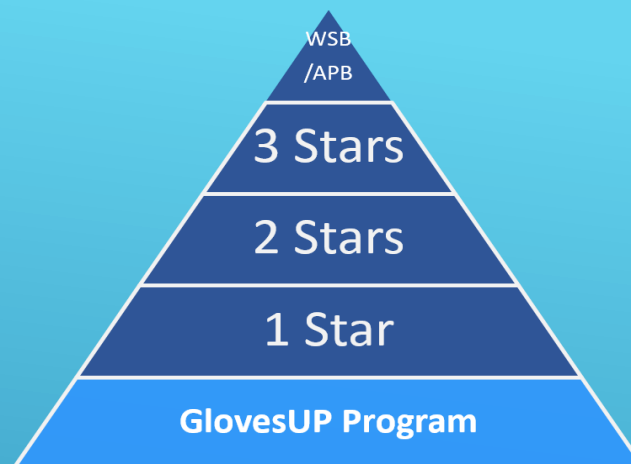 WSB
/APB
3 Stars
2 Stars
1 Star
GlovesUP Program